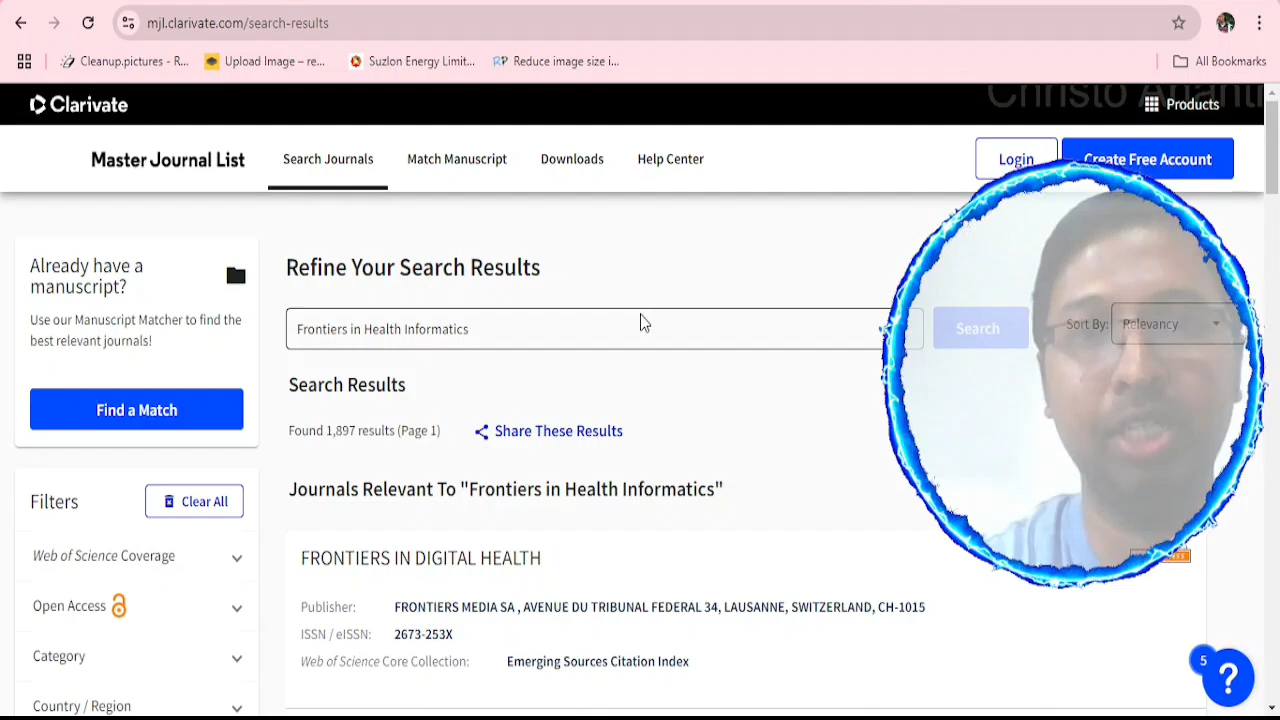 mjl.clarivate.com/search-results
Cleanup.pictures - R...
Upload Image – re...
Suzlon Energy Limit...
RP Reduce image size i...
All Bookmarks
Clarivate
Products
Master Journal List
Search Journals
Match Manuscript
Downloads
Help Center
Login
Create Free Account
Already have a
manuscript?
Use our Manuscript Matcher to find the
best relevant journals!
Find a Match
Refine Your Search Results
Frontiers in Health Informatics
Search
Sort By:
Relevancy
Search Results
Found 1,897 results (Page 1)
Share These Results
Filters
Clear All
Journals Relevant To "Frontiers in Health Informatics"
Web of Science Coverage
Open Access
Category
Country / Region
FRONTIERS IN DIGITAL HEALTH
Publisher: FRONTIERS MEDIA SA , AVENUE DU TRIBUNAL FEDERAL 34, LAUSANNE, SWITZERLAND, CH-1015
ISSN / eISSN: 2673-253X
Web of Science Core Collection: Emerging Sources Citation Index
5
?